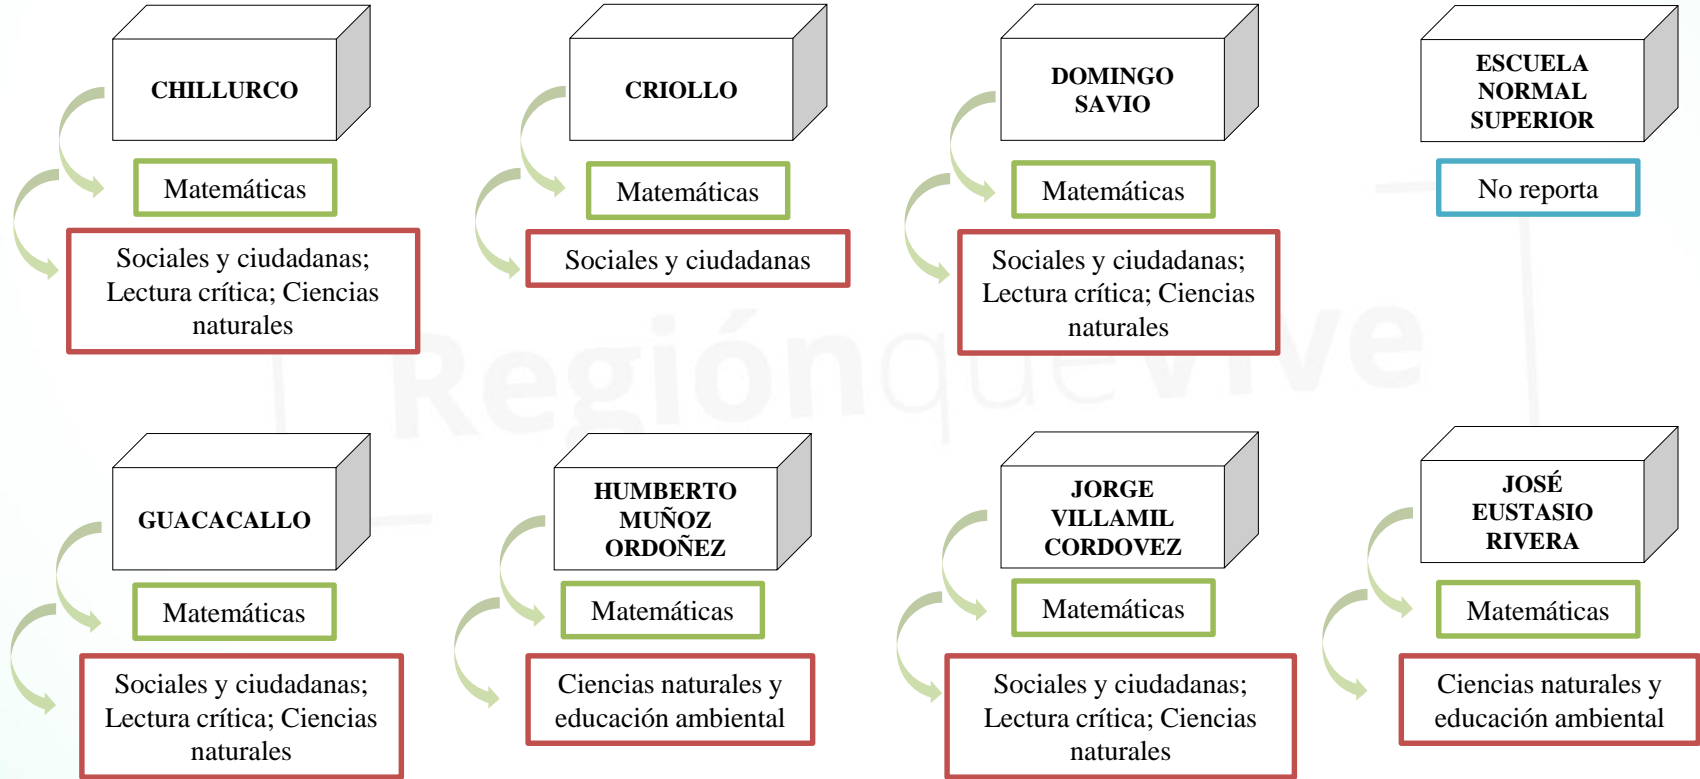 CHILLURCO
Matemáticas
Sociales y ciudadanas;
Lectura crítica; Ciencias
naturales
CRIOLLO
Matemáticas
Sociales y ciudadanas
DOMINGO
SAVIO
Matemáticas
Sociales y ciudadanas;
Lectura crítica; Ciencias
naturales
ESCUELA
NORMAL
SUPERIOR
No reporta
Regiónquevive
GUACACALLO
Matemáticas
Sociales y ciudadanas;
Lectura crítica; Ciencias
naturales
HUMBERTO
MUÑOZ
ORDOÑEZ
Matemáticas
Ciencias naturales y
educación ambiental
JORGE
VILLAMIL
CORDOVEZ
Matemáticas
Sociales y ciudadanas;
Lectura crítica; Ciencias
naturales
JOSÉ
EUSTASIO
RIVERA
Matemáticas
Ciencias naturales y
educación ambiental